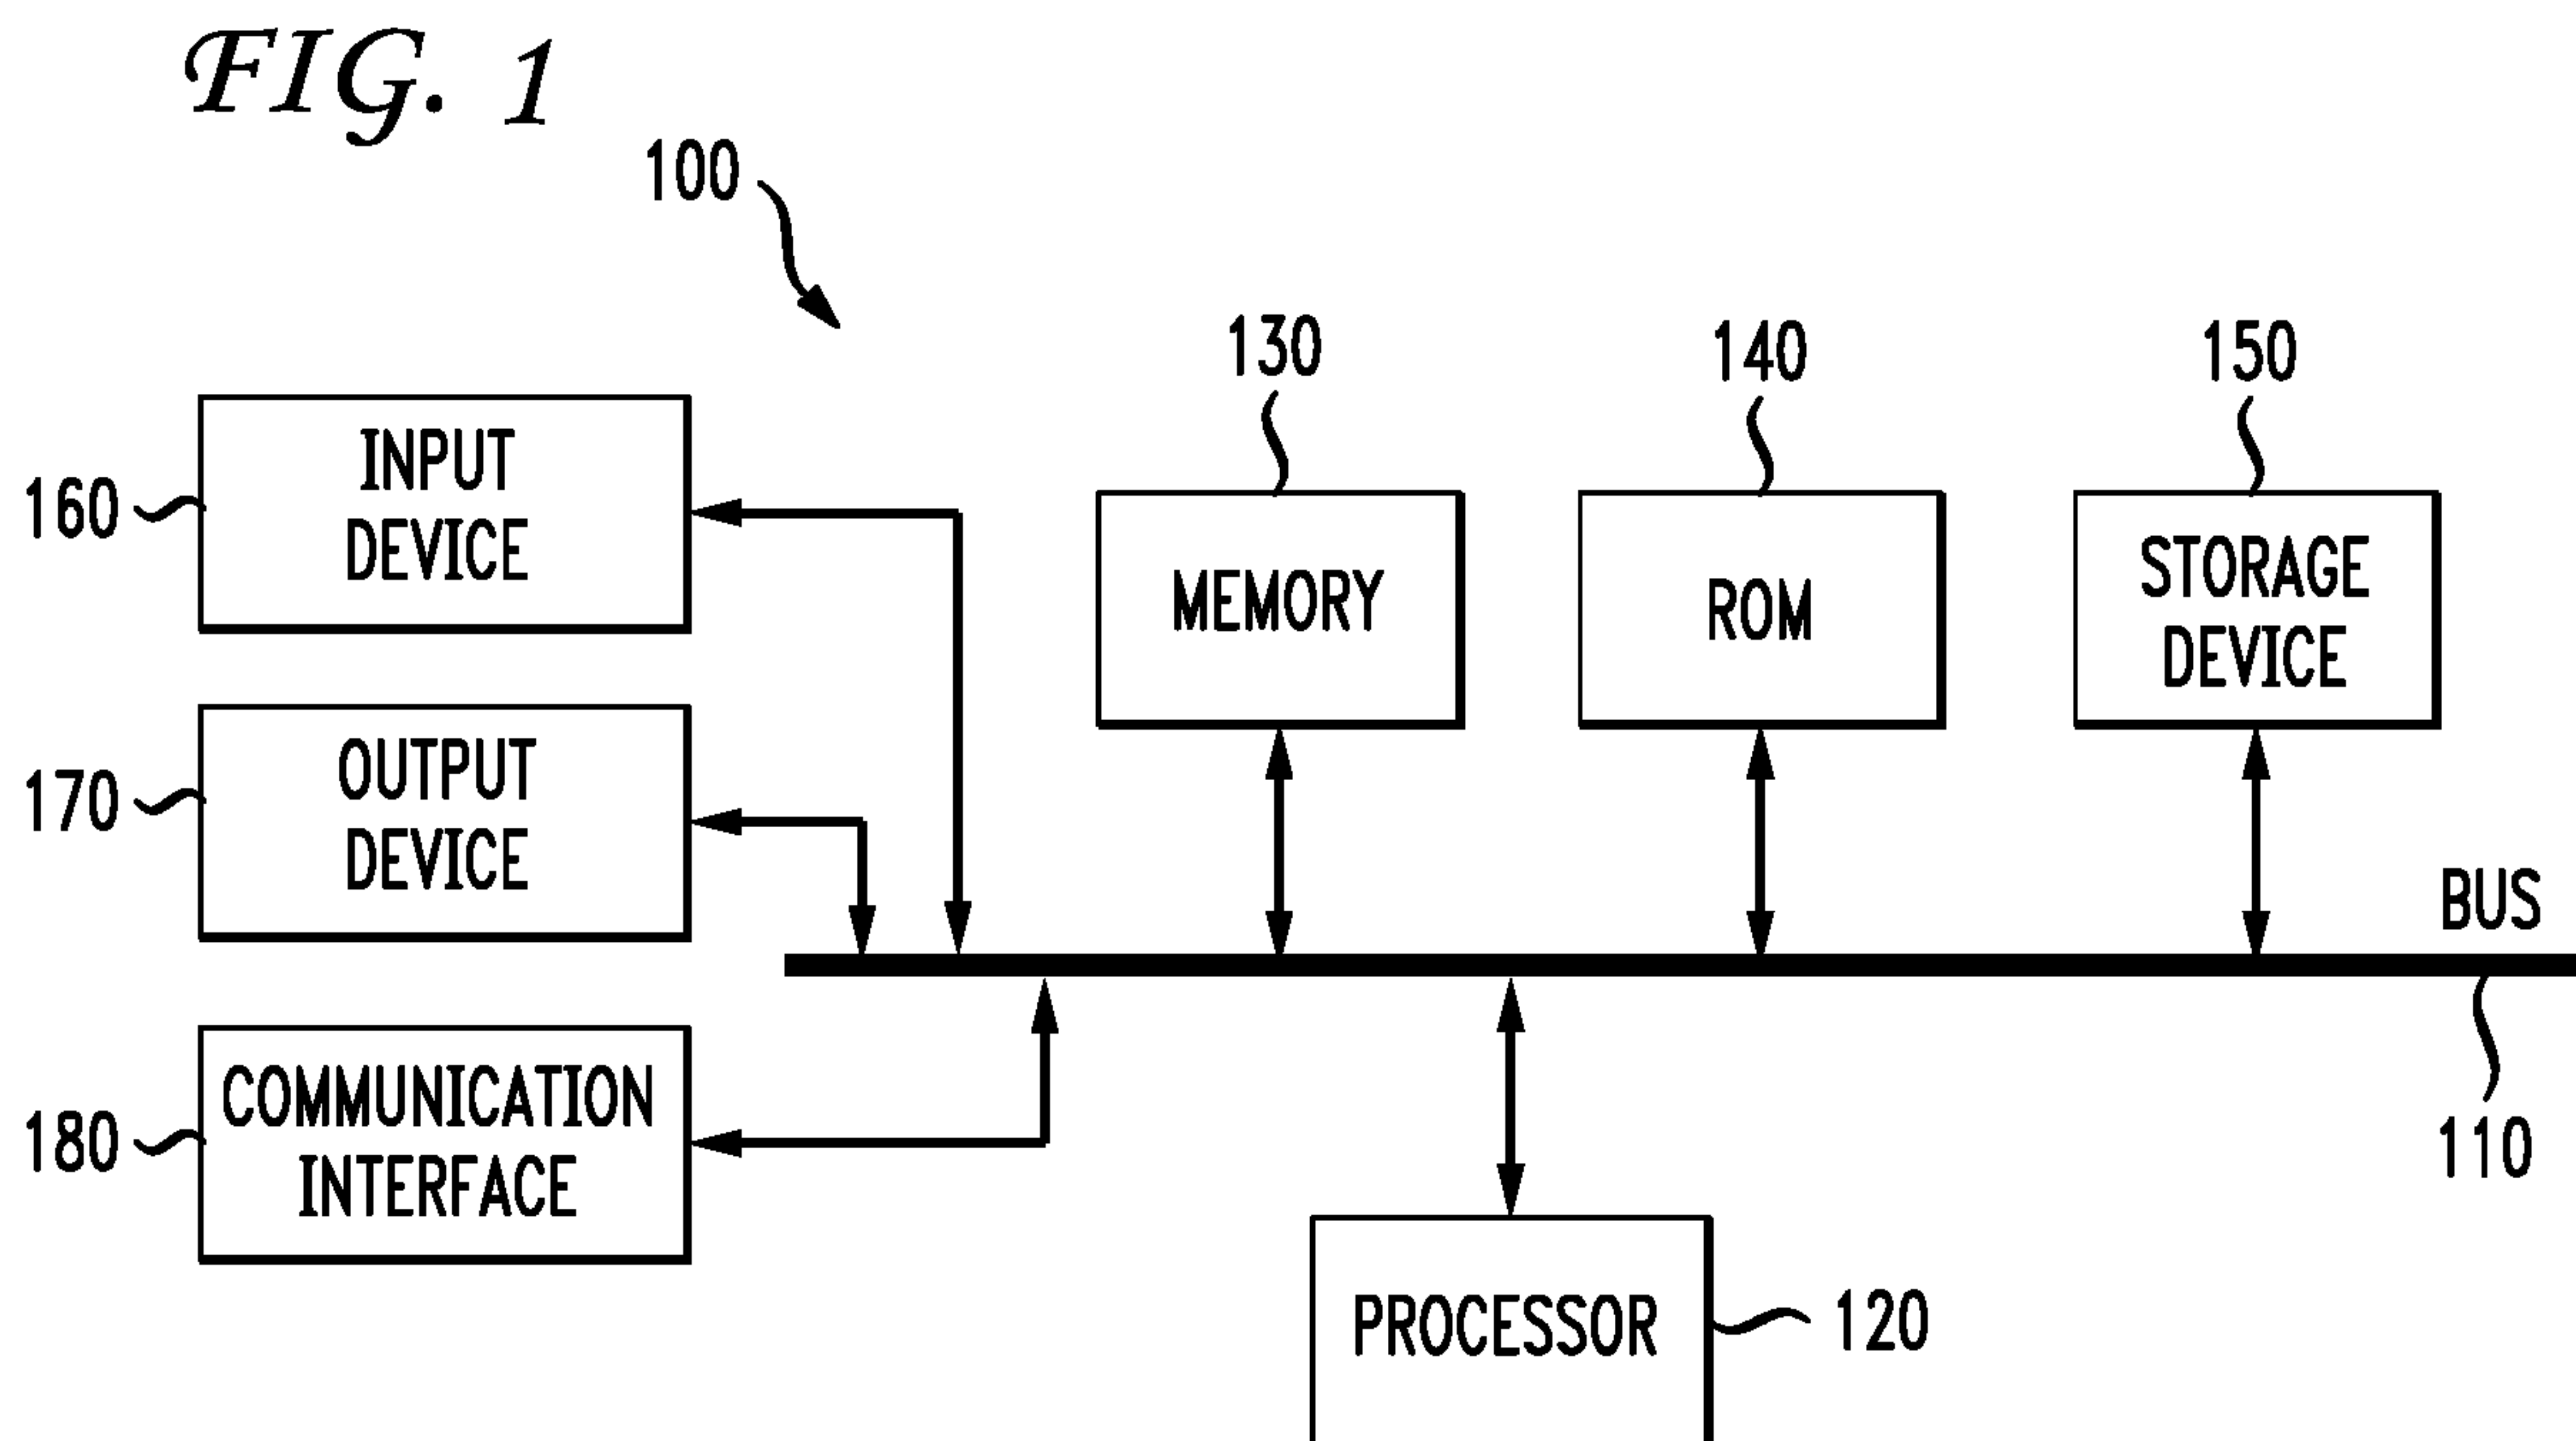 FIG. 1
100
130
140
150
160
INPUT
DEVICE
MEMORY
ROM
STORAGE
DEVICE
170
OUTPUT
DEVICE
BUS
110
180
COMMUNICATION
INTERFACE
PROCESSOR
120